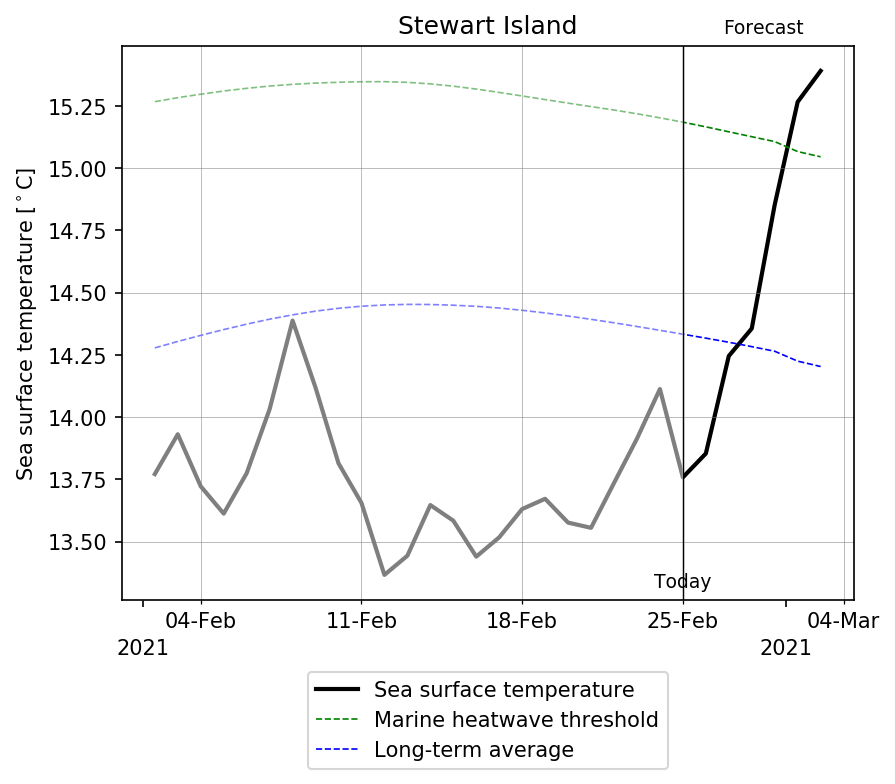 Stewart Island
Forecast
Sea surface temperature [°C]
15.25
15.00
14.75
14.50
14.25
14.00
13.75
13.50
Today
04-Feb 11-Feb 18-Feb 25-Feb 04-Mar
2021 2021
Sea surface temperature
Marine heatwave threshold
Long-term average